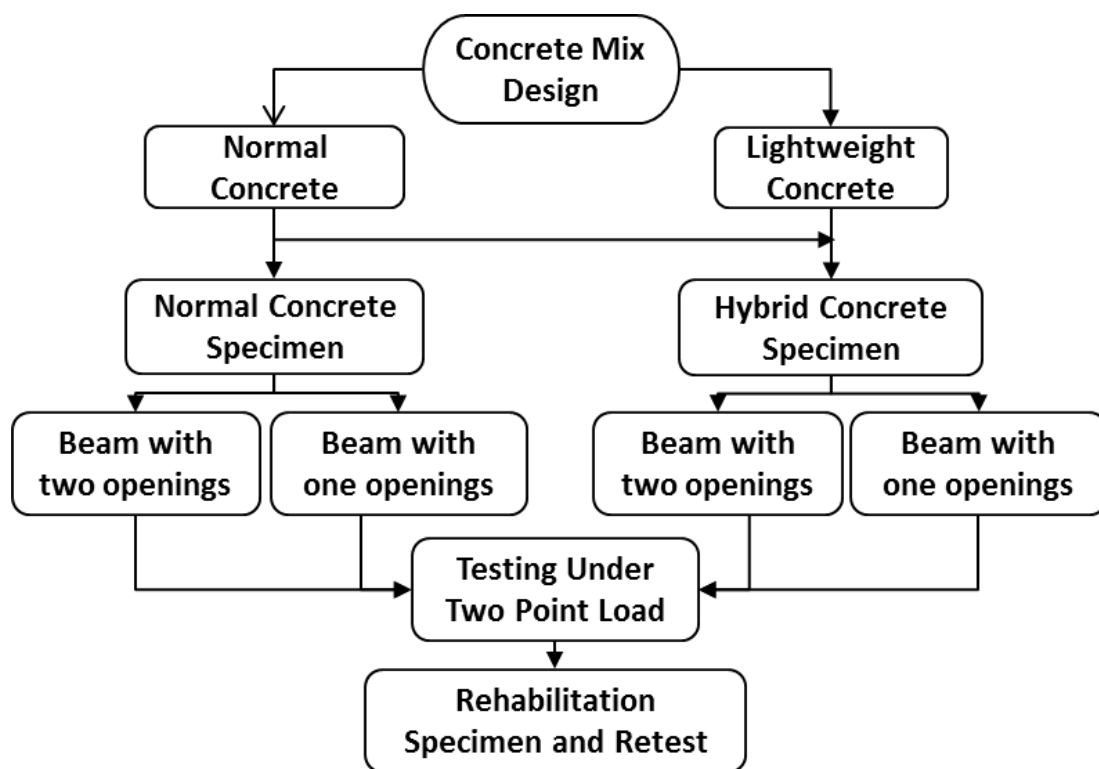 Concrete Mix
Design
Normal
Concrete
Lightweight
Concrete
Normal Concrete
Specimen
Hybrid Concrete
Specimen
Beam with
two openings
Beam with
one openings
Beam with
two openings
Beam with
one openings
Testing Under
Two Point Load
Rehabilitation
Specimen and Retest